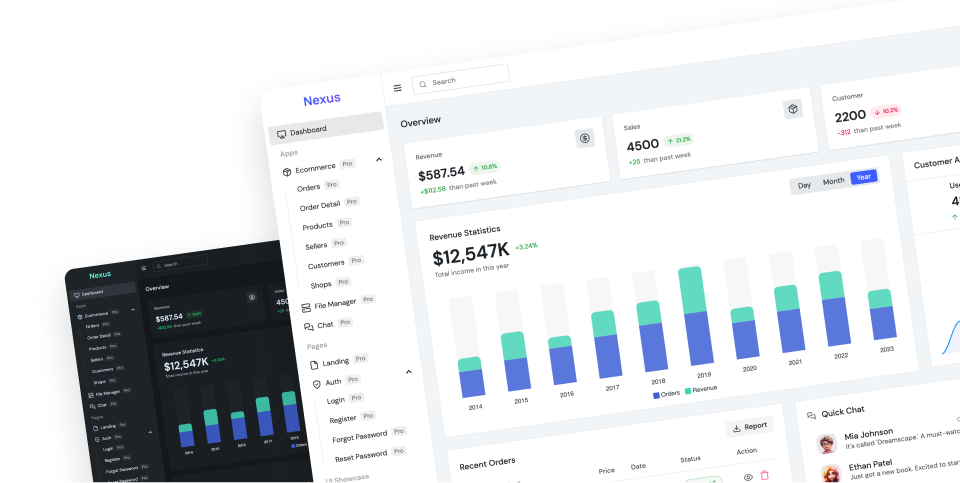 Nexus
Search
Dashboard
Apps
Ecommerce Pro
Orders Pro
Order Detail Pro
Products Pro
Sellers Pro
Customers Pro
Shops Pro
File Manager Pro
Chat Pro
Pages
Landing Pro
Auth Pro
Login Pro
Register Pro
Forgot Password Pro
Reset Password Pro
UI Showcase
Overview
Revenue
$587.54 ↑ 10.8%
+$112.58 than past week
Sales
4500 ↑ 21.2%
+25 than past week
Customer
2200 ↓ 10.2%
-312 than past week
Revenue Statistics
$12,547K +3.24%
Total income in this year
Day Month Year
2014 2015 2016 2017 2018 2019 2020 2021 2022 2023
Orders Revenue
Customer A
Recent Orders
Report
Price Date Status Action
Quick Chat
Mia Johnson
It's called 'Dreamscape.' A must-watc
Ethan Patel
Just got a new book. Excited to start
Nexus
Search
Dashboard
Apps
Ecommerce Pro
Orders Pro
Order Detail Pro
Products Pro
Sellers Pro
Customers Pro
Shops Pro
File Manager Pro
Chat Pro
Pages
Landing Pro
Auth Pro
Login Pro
Register Pro
Forgot Password Pro
Reset Password Pro
Overview
Revenue
$587.54
than past week
Sales
Revenue Statistics
$12,547K +3.24%
Total income in this year
2014 2015 2016 2017 2018